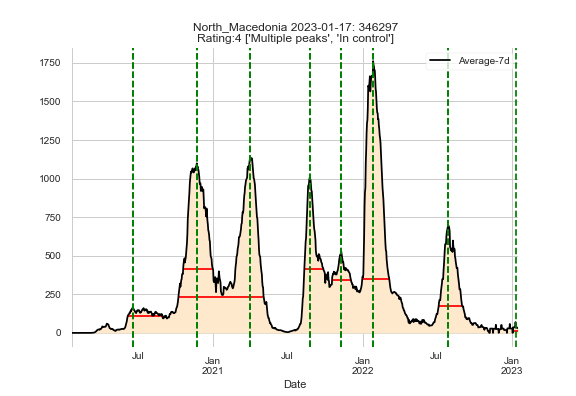 North_Macedonia 2023-01-17: 346297
Rating:4 ['Multiple peaks', 'In control']
Average-7d
1750
1500
1250
1000
750
500
250
0
Jul
Jan
2021
Jul
Jan
2022
Jul
Jan
2023
Date